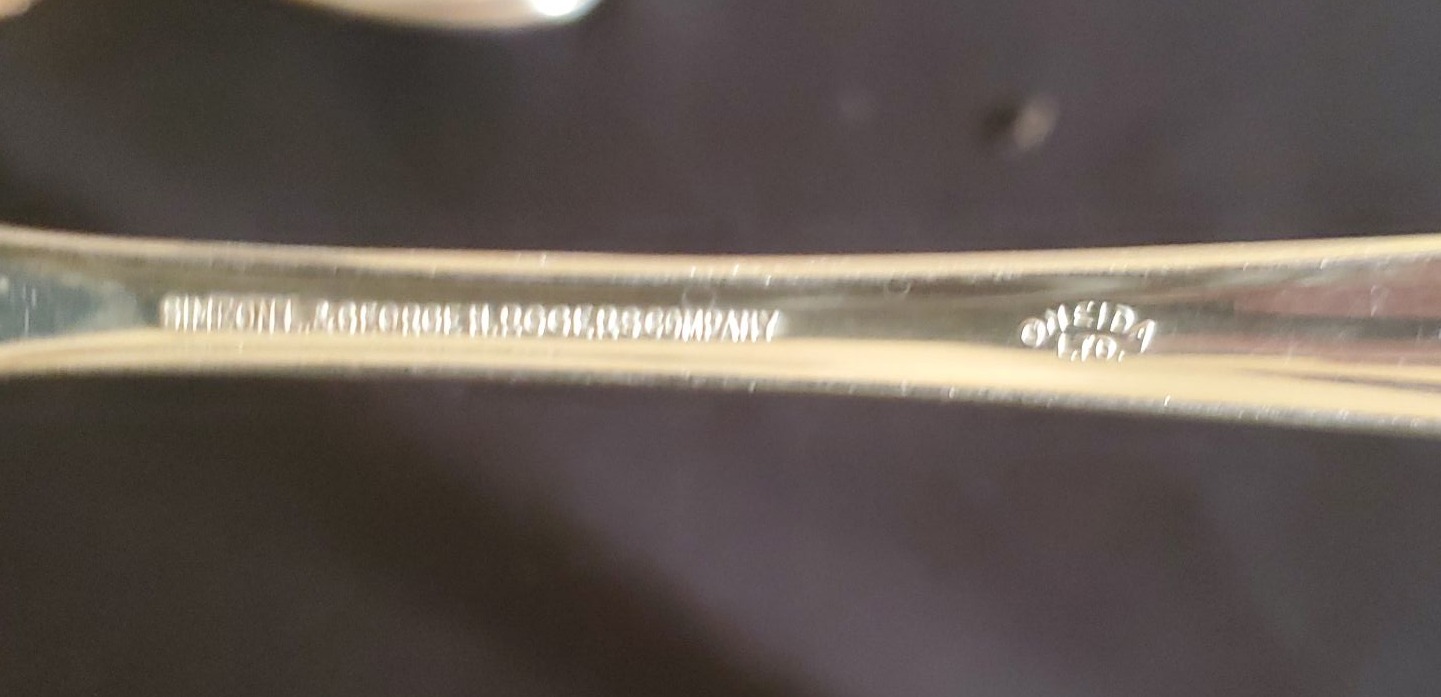 SIMEON L. & GEORGE H. ROGERS COMPANY
ONEIDA
LTD.